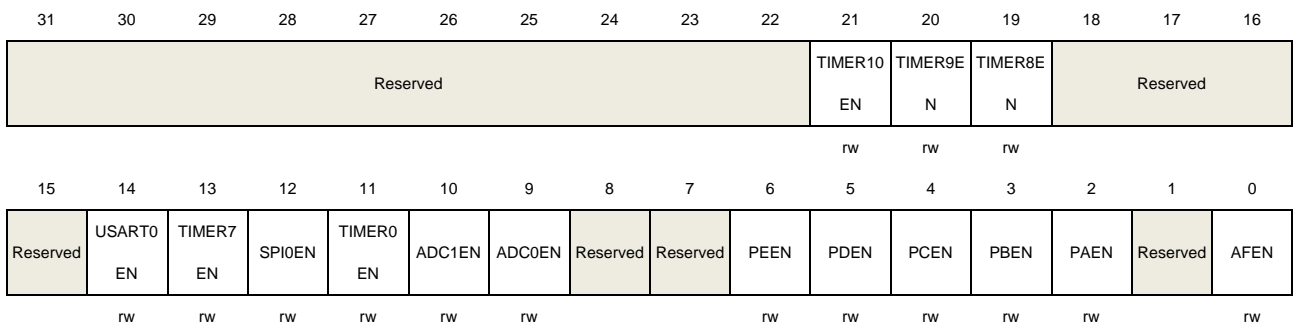 31 30 29 28 27 26 25 24 23 22 21 20 19 18 17 16
Reserved TIMER10 EN TIMER9E N TIMER8E N Reserved
rw rw rw
15 14 13 12 11 10 9 8 7 6 5 4 3 2 1 0
Reserved USART0 EN TIMER7 EN SPI0EN TIMER0 EN ADC1EN ADC0EN Reserved Reserved PEEN PDEN PCEN PBEN PAEN Reserved AFEN
rw rw rw rw rw rw rw rw rw rw rw rw